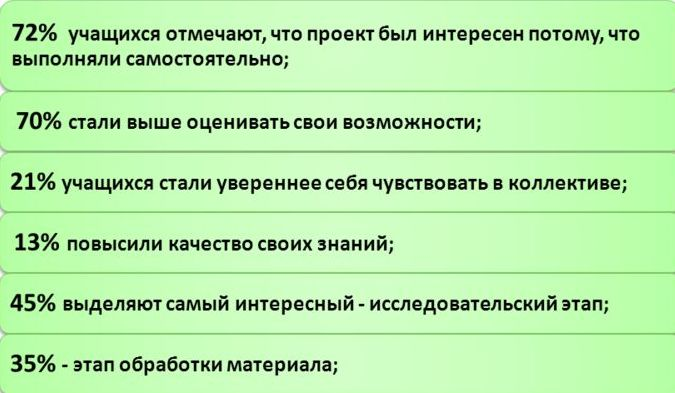 72% учащихся отмечают, что проект был интересен потому, что
выполняли самостоятельно;
70% стали выше оценивать свои возможности;
21% учащихся стали увереннее себя чувствовать в коллективе;
13% повысили качество своих знаний;
45% выделяют самый интересный - исследовательский этап;
35% - этап обработки материала;